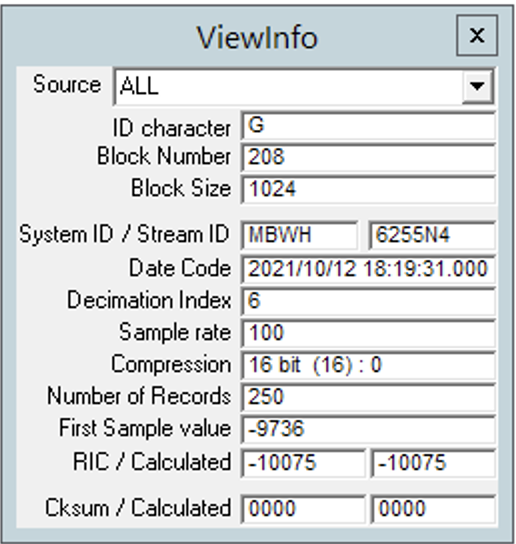 ViewInfo x
Source ALL
ID character G
Block Number 208
Block Size 1024
System ID / Stream ID MBWH 6255N4
Date Code 2021/10/12 18:19:31.000
Decimation Index 6
Sample rate 100
Compression 16 bit  (16) : 0
Number of Records 250
First Sample value -9736
RIC / Calculated -10075 -10075
Cksum / Calculated 0000 0000